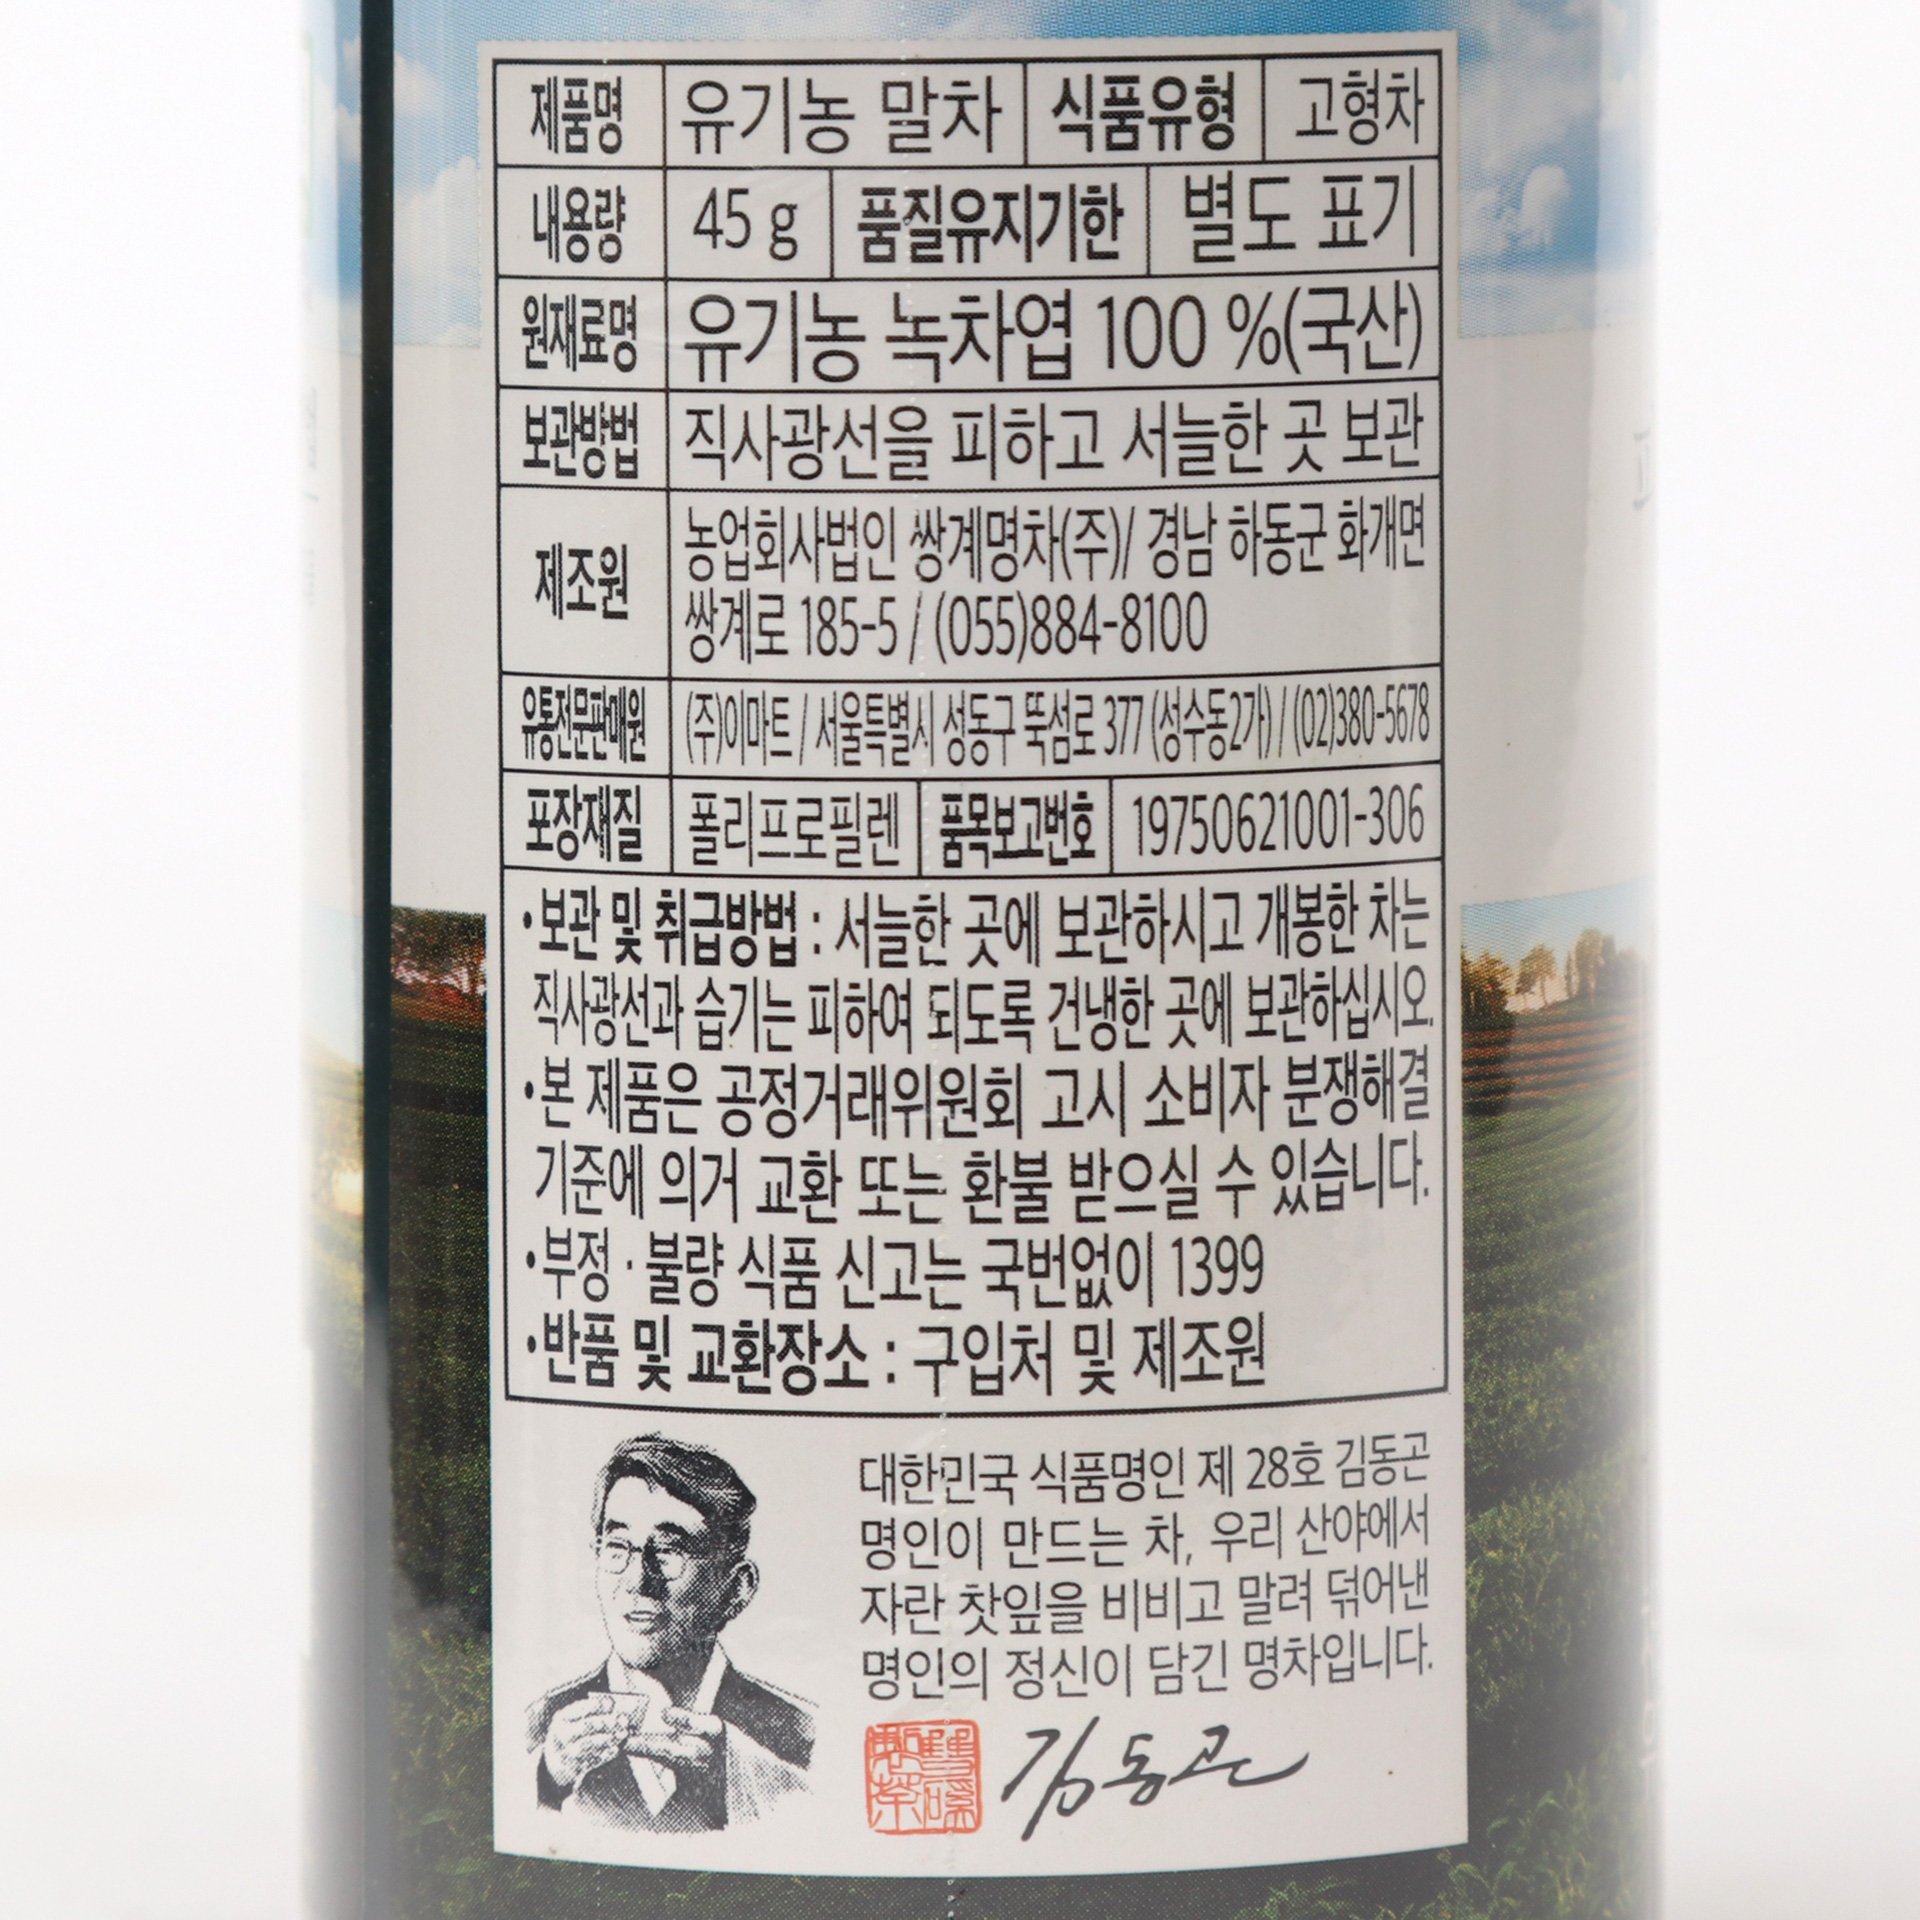 제품명 유기농 말차 식품유형 고형차
내용량 45 g 품질유지기한 별도 표기
원재료명 유기농 녹차엽 100 %(국산)
보관방법 직사광선을 피하고 서늘한 곳 보관
제조원 농업회사법인 쌍계명차(주)/ 경남 하동군 화개면
쌍계로 185-5 / (055)884-8100
유통전문판매원 (주)이마트 / 서울특별시 성동구 뚝섬로 377 (성수동2가) / (02)380-5678
포장재질 폴리프로필렌 품목보고번호 19750621001-306
•보관 및 취급방법 : 서늘한 곳에 보관하시고 개봉한 차는
직사광선과 습기는 피하여 되도록 건냉한 곳에 보관하십시오.
•본 제품은 공정거래위원회 고시 소비자 분쟁해결
기준에 의거 교환 또는 환불 받으실 수 있습니다.
•부정 · 불량 식품 신고는 국번없이 1399
•반품 및 교환장소 : 구입처 및 제조원
대한민국 식품명인 제 28호 김동곤
명인이 만드는 차, 우리 산야에서
자란 찻잎을 비비고 말려 덖어낸
명인의 정신이 담긴 명차입니다.
김동곤